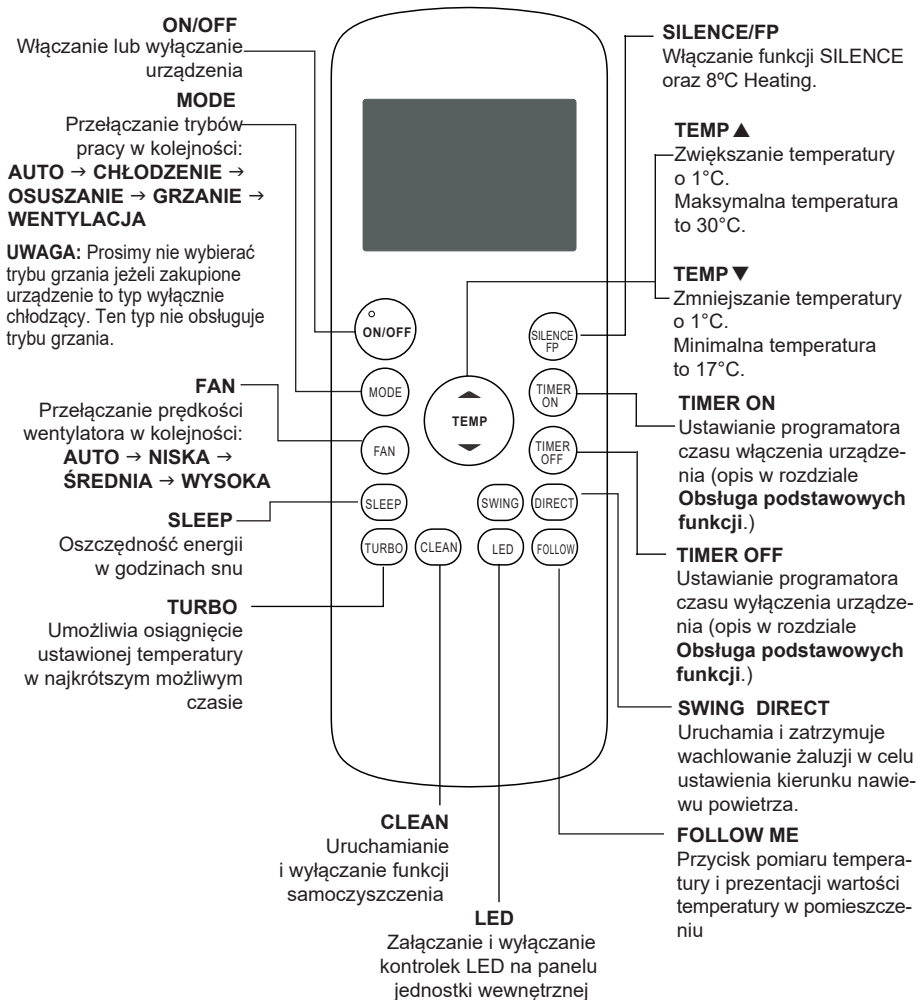 ON/OFF
Włączanie lub wyłączanie
urządzenia
MODE
Przełączanie trybów
pracy w kolejności:
AUTO → CHŁODZENIE →
OSUSZANIE → GRZANIE →
WENTYLACJA
UWAGA: Prosimy nie wybierać
trybu grzania jeżeli zakupione
urządzenie to typ wyłącznie
chłodzący. Ten typ nie obsługuje
trybu grzania.
FAN
Przełączanie prędkości
wentylatora w kolejności:
AUTO → NISKA →
ŚREDNIA → WYSOKA
SLEEP
Oszczędność energii
w godzinach snu
TURBO
Umożliwia osiągnięcie
ustawionej temperatury
w najkrótszym możliwym
czasie
ON/OFF
SILENCE
FP
MODE
TEMP
TIMER
ON
FAN
TIMER
OFF
SLEEP
SWING
DIRECT
TURBO
CLEAN
LED
FOLLOW
CLEAN
Uruchamianie
i wyłączanie funkcji
samoczyszczenia
LED
Załączanie i wyłączanie
kontrolek LED na panelu
jednostki wewnętrznej
SILENCE/FP
Włączanie funkcji SILENCE
oraz 8ºC Heating.
TEMP▲
Zwiększanie temperatury
o 1°C.
Maksymalna temperatura
to 30°C.
TEMP▼
Zmniejszanie temperatury
o 1°C.
Minimalna temperatura
to 17°C.
TIMER ON
Ustawianie programatora
czasu włączenia urządze-
nia (opis w rozdziale
Obsługa podstawowych
funkcji.)
TIMER OFF
Ustawianie programatora
czasu wyłączenia urządze-
nia (opis w rozdziale
Obsługa podstawowych
funkcji.)
SWING DIRECT
Uruchamia i zatrzymuje
wachlowanie żaluzji w celu
ustawienia kierunku nawie-
wu powietrza.
FOLLOW ME
Przycisk pomiaru tempera-
tury i prezentacji wartości
temperatury w pomieszcze-
niu